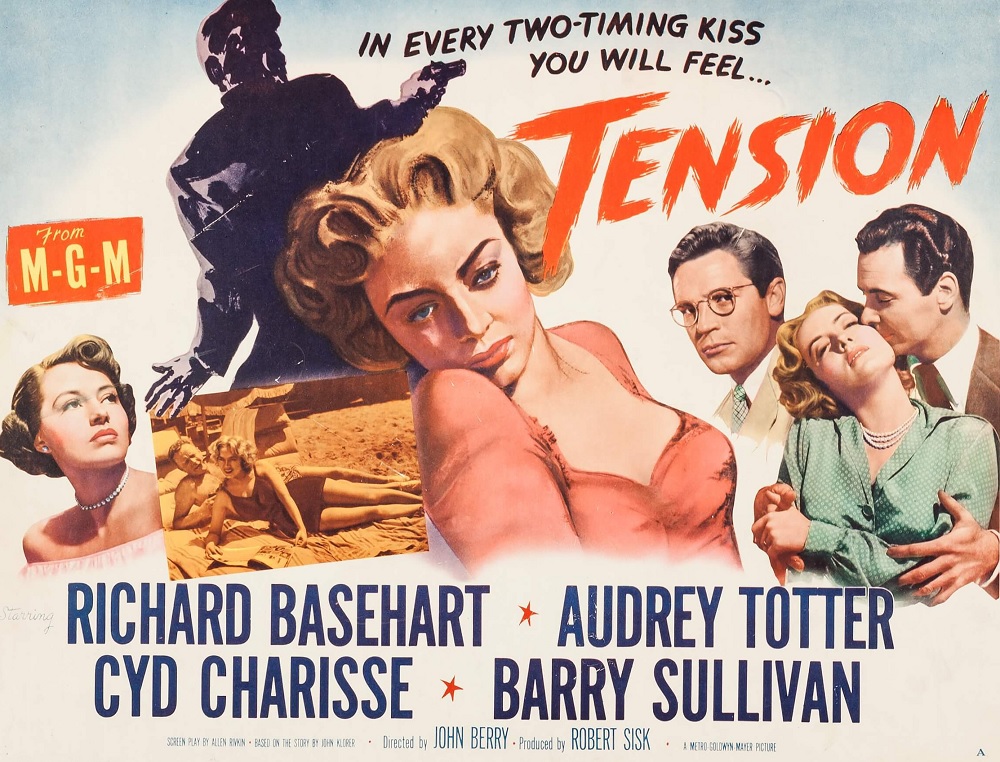 IN EVERY TWO-TIMING KISS
YOU WILL FEEL...
TENSION
From
M-G-M
Starring
RICHARD BASEHART ★ AUDREY TOTTER
CYD CHARISSE ★ BARRY SULLIVAN
SCREEN PLAY BY ALLEN RIVKIN • BASED ON THE STORY BY JOHN KLORER • Directed by JOHN BERRY • Produced by ROBERT SISK • A METRO-GOLDWYN-MAYER PICTURE
A